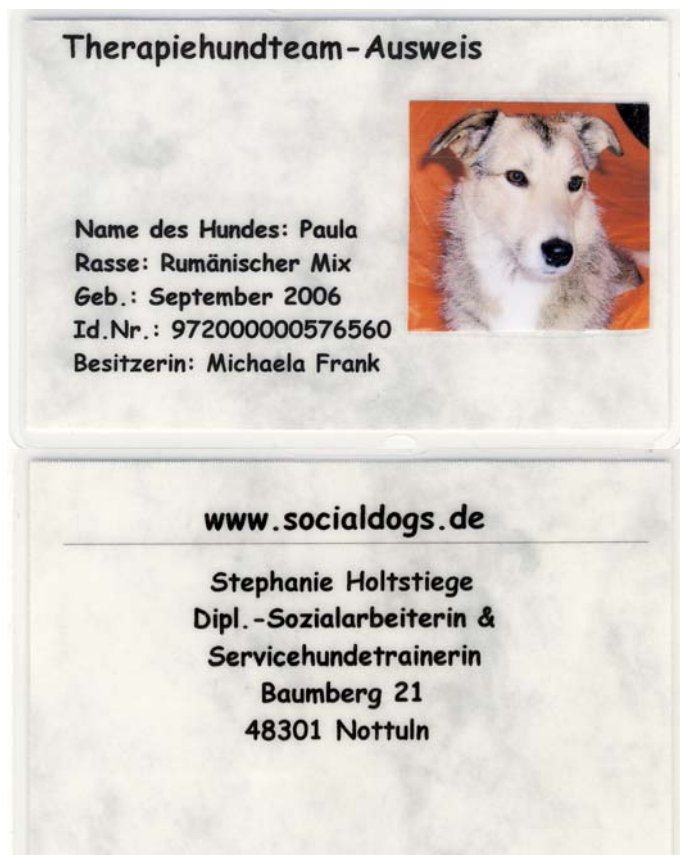 Therapiehundteam-Ausweis
Name des Hundes: Paula
Rasse: Rumänischer Mix
Geb.: September 2006
Id.Nr.: 972000000576560
Besitzerin: Michaela Frank
www.socialdogs.de
Stephanie Holtstiege
Dipl.-Sozialarbeiterin &
Servicehundetrainerin
Baumberg 21
48301 Nottuln